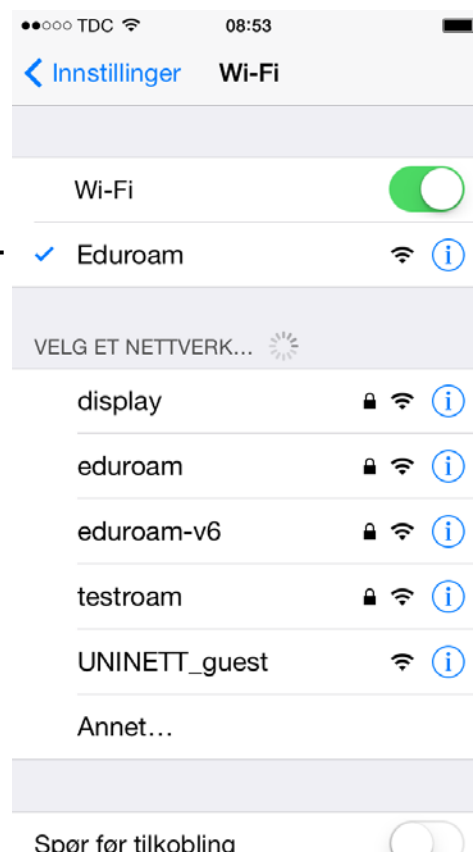 TDC 08:53
Innstillinger Wi-Fi
Wi-Fi
Eduroam
VELG ET NETTVERK...
display
eduroam
eduroam-v6
testroam
UNINETT_guest
Annet...
Spør før tilkobling